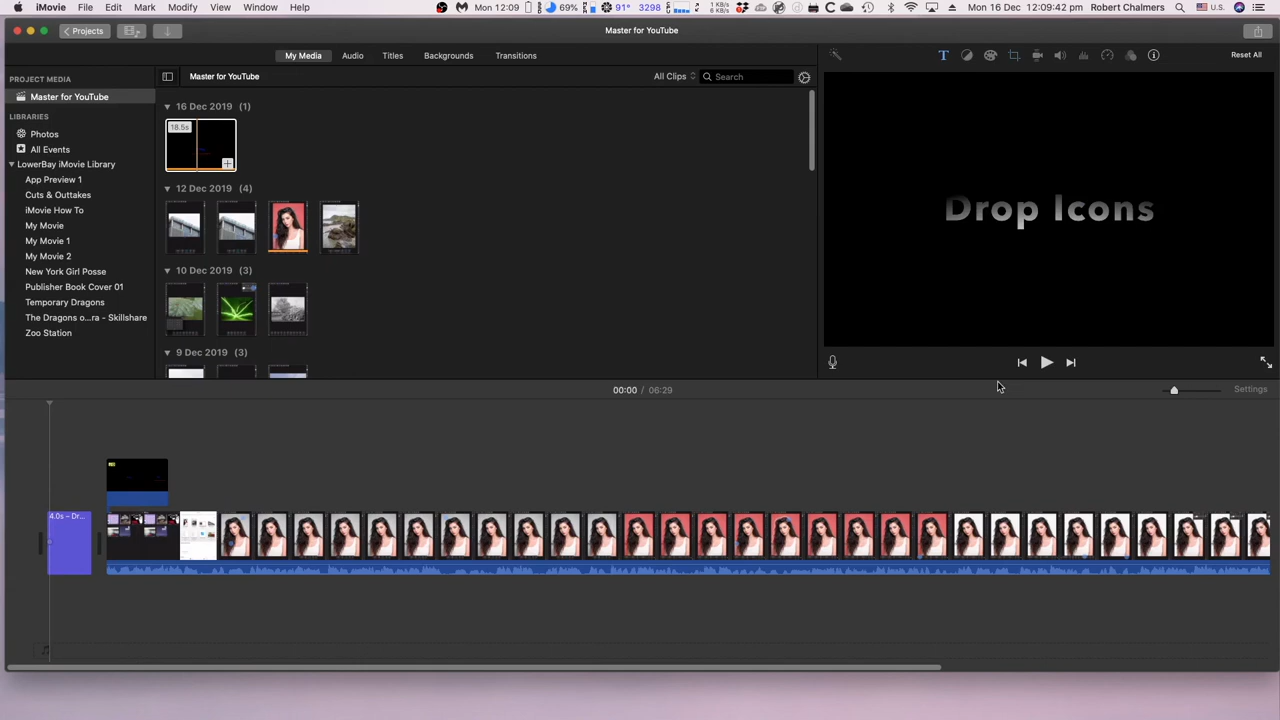 iMovie File Edit Mark Modify View Window Help
Mon 12:09 69% 91° 3298 1 KB/s 6 KB/s Mon 16 Dec 12:09:42 pm Robert Chalmers U.S.
Projects
Master for YouTube
My Media Audio Titles Backgrounds Transitions
Reset All
PROJECT MEDIA
Master for YouTube
LIBRARIES
Photos
All Events
LowerBay iMovie Library
App Preview 1
Cuts & Outtakes
iMovie How To
My Movie
My Movie 1
My Movie 2
New York Girl Posse
Publisher Book Cover 01
Temporary Dragons
The Dragons o...ra - Skillshare
Zoo Station
Master for YouTube
All Clips
Search
16 Dec 2019 (1)
18.5s
12 Dec 2019 (4)
10 Dec 2019 (3)
9 Dec 2019 (3)
Drop Icons
00:00 / 06:29
Settings
4.0s – Dr...